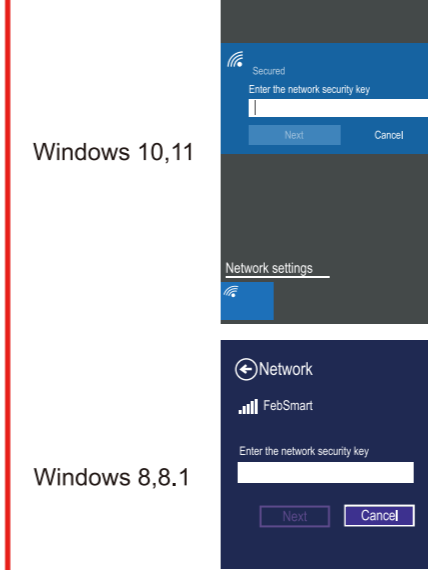 Windows 10,11
Secured
Enter the network security key
Next
Cancel
Network settings
Windows 8,8.1
Network
FebSmart
Enter the network security key
Next
Cancel